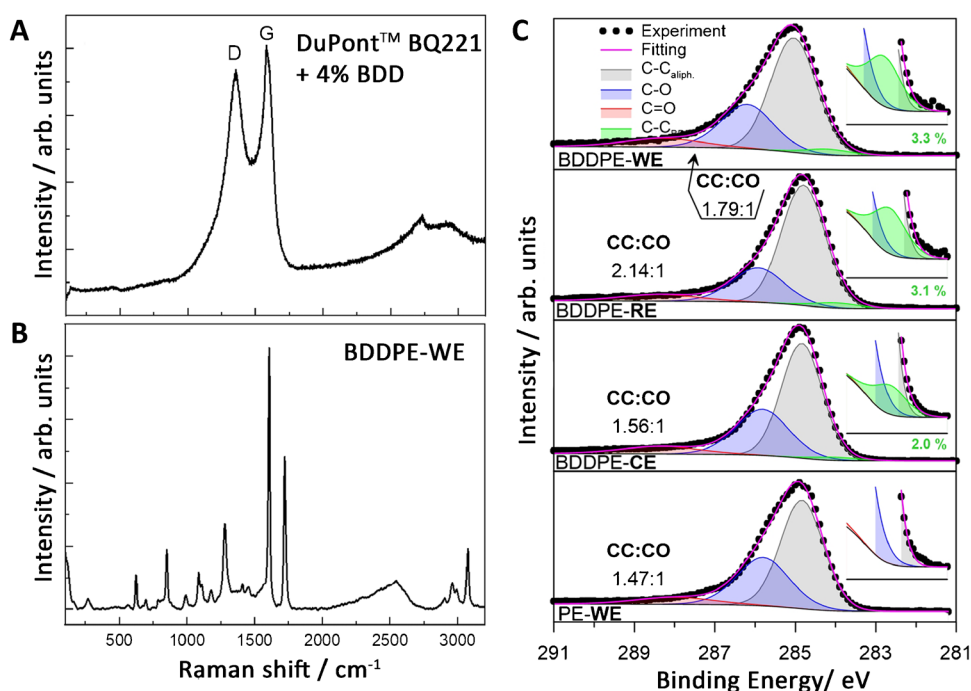 A
Intensity / arb. units
D
G
DuPont™ BQ221
+ 4% BDD
B
Intensity / arb. units
BDDPE-WE
500 1000 1500 2000 2500 3000
Raman shift / cm⁻¹
C
Intensity / arb. units
Experiment
Fitting
C-Caliph.
C-O
C=O
3.3 %
BDDPE-WE
CC:CO
1.79:1
CC:CO
2.14:1
3.1 %
BDDPE-RE
CC:CO
1.56:1
2.0 %
BDDPE-CE
CC:CO
1.47:1
PE-WE
291 289 287 285 283 281
Binding Energy/ eV